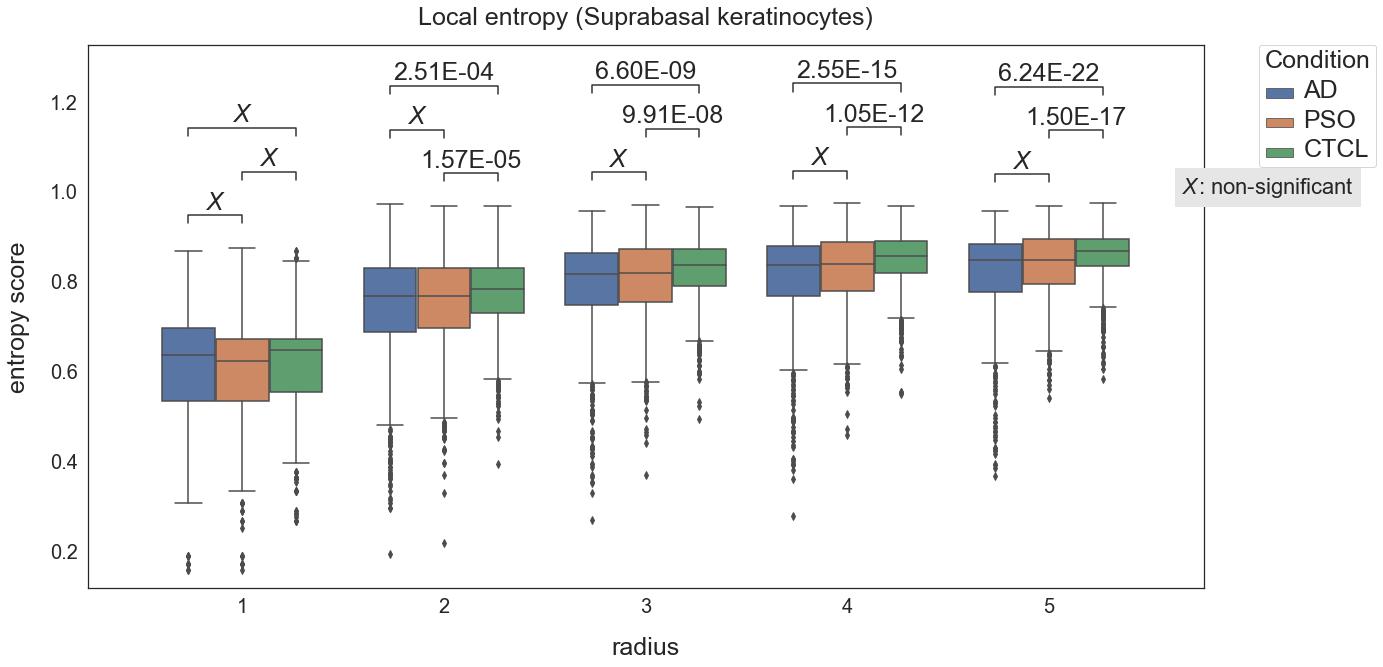 Local entropy (Suprabasal keratinocytes)
entropy score
1.2
1.0
0.8
0.6
0.4
0.2
X
X
X
2.51E-04
X
1.57E-05
6.60E-09
9.91E-08
X
2.55E-15
1.05E-12
X
6.24E-22
1.50E-17
X
1
2
3
4
5
radius
Condition
AD
PSO
CTCL
X: non-significant